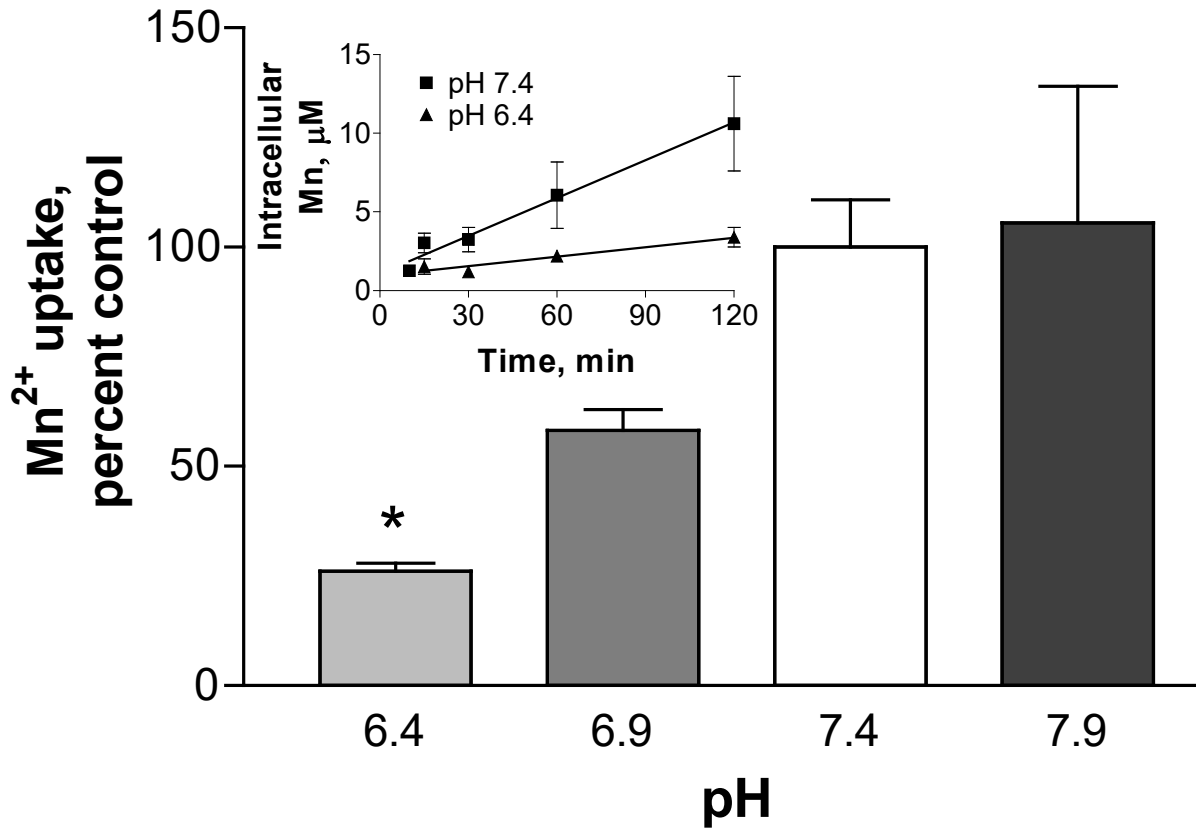 Mn2+ uptake,
percent control
150
100
50
0
Intracellular
Mn, μM
15
10
5
0
■ pH 7.4
▲ pH 6.4
0 30 60 90 120
Time, min
*
6.4 6.9 7.4 7.9
pH